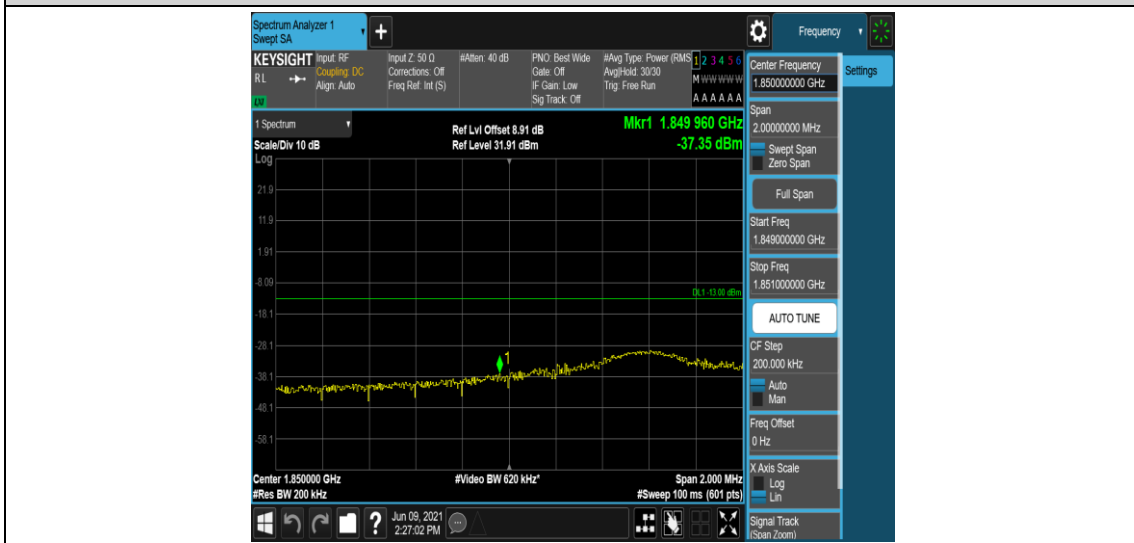 Spectrum Analyzer 1
Swept SA
+
Frequency
KEYSIGHT
RL
LXI
Input: RF
Coupling: DC
Align: Auto
Input Z: 50 Ω
Corrections: Off
Freq Ref: Int (S)
#Atten: 40 dB
PNO: Best Wide
Gate: Off
IF Gain: Low
Sig Track: Off
#Avg Type: Power (RMS
Avg|Hold: 30/30
Trig: Free Run
1 2 3 4 5 6
M W W W W W
A A A A A A
1 Spectrum
Scale/Div 10 dB
Ref Lvl Offset 8.91 dB
Ref Level 31.91 dBm
Mkr1 1.849 960 GHz
-37.35 dBm
Log
21.9
11.9
1.91
-8.09
-18.1
-28.1
-38.1
-48.1
-58.1
DL1 -13.00 dBm
1
Center 1.850000 GHz
#Res BW 200 kHz
#Video BW 620 kHz*
Span 2.000 MHz
#Sweep 100 ms (601 pts)
Center Frequency
1.850000000 GHz
Settings
Span
2.00000000 MHz
Swept Span
Zero Span
Full Span
Start Freq
1.849000000 GHz
Stop Freq
1.851000000 GHz
AUTO TUNE
CF Step
200.000 kHz
Auto
Man
Freq Offset
0 Hz
X Axis Scale
Log
Lin
Signal Track
(Span Zoom)
?
Jun 09, 2021
2:27:02 PM